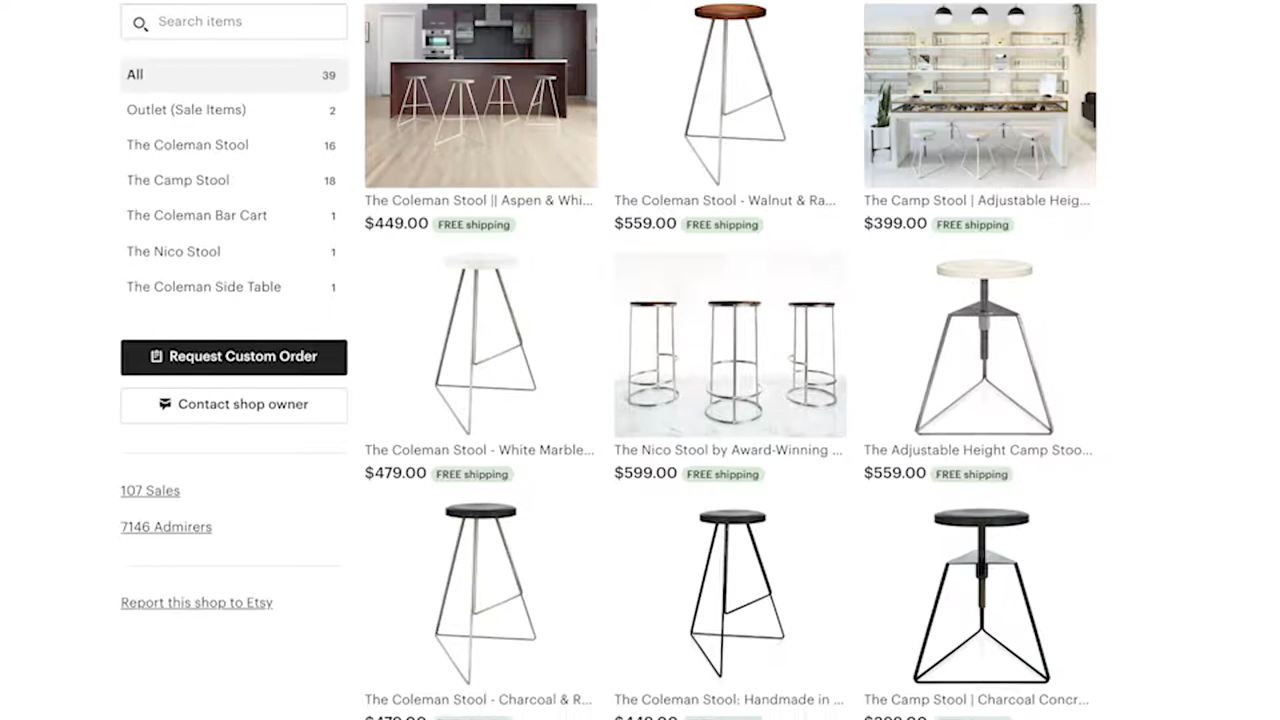 Search items
All 39
Outlet (Sale Items) 2
The Coleman Stool 16
The Camp Stool 18
The Coleman Bar Cart 1
The Nico Stool 1
The Coleman Side Table 1
Request Custom Order
Contact shop owner
107 Sales
7146 Admirers
Report this shop to Etsy
The Coleman Stool || Aspen & Whi...
$449.00 FREE shipping
The Coleman Stool - Walnut & Ra...
$559.00 FREE shipping
The Camp Stool | Adjustable Heig...
$399.00 FREE shipping
The Coleman Stool - White Marble...
$479.00 FREE shipping
The Nico Stool by Award-Winning ...
$599.00 FREE shipping
The Adjustable Height Camp Stoo...
$559.00 FREE shipping
The Coleman Stool - Charcoal & R...
The Coleman Stool: Handmade in ...
The Camp Stool | Charcoal Concr...